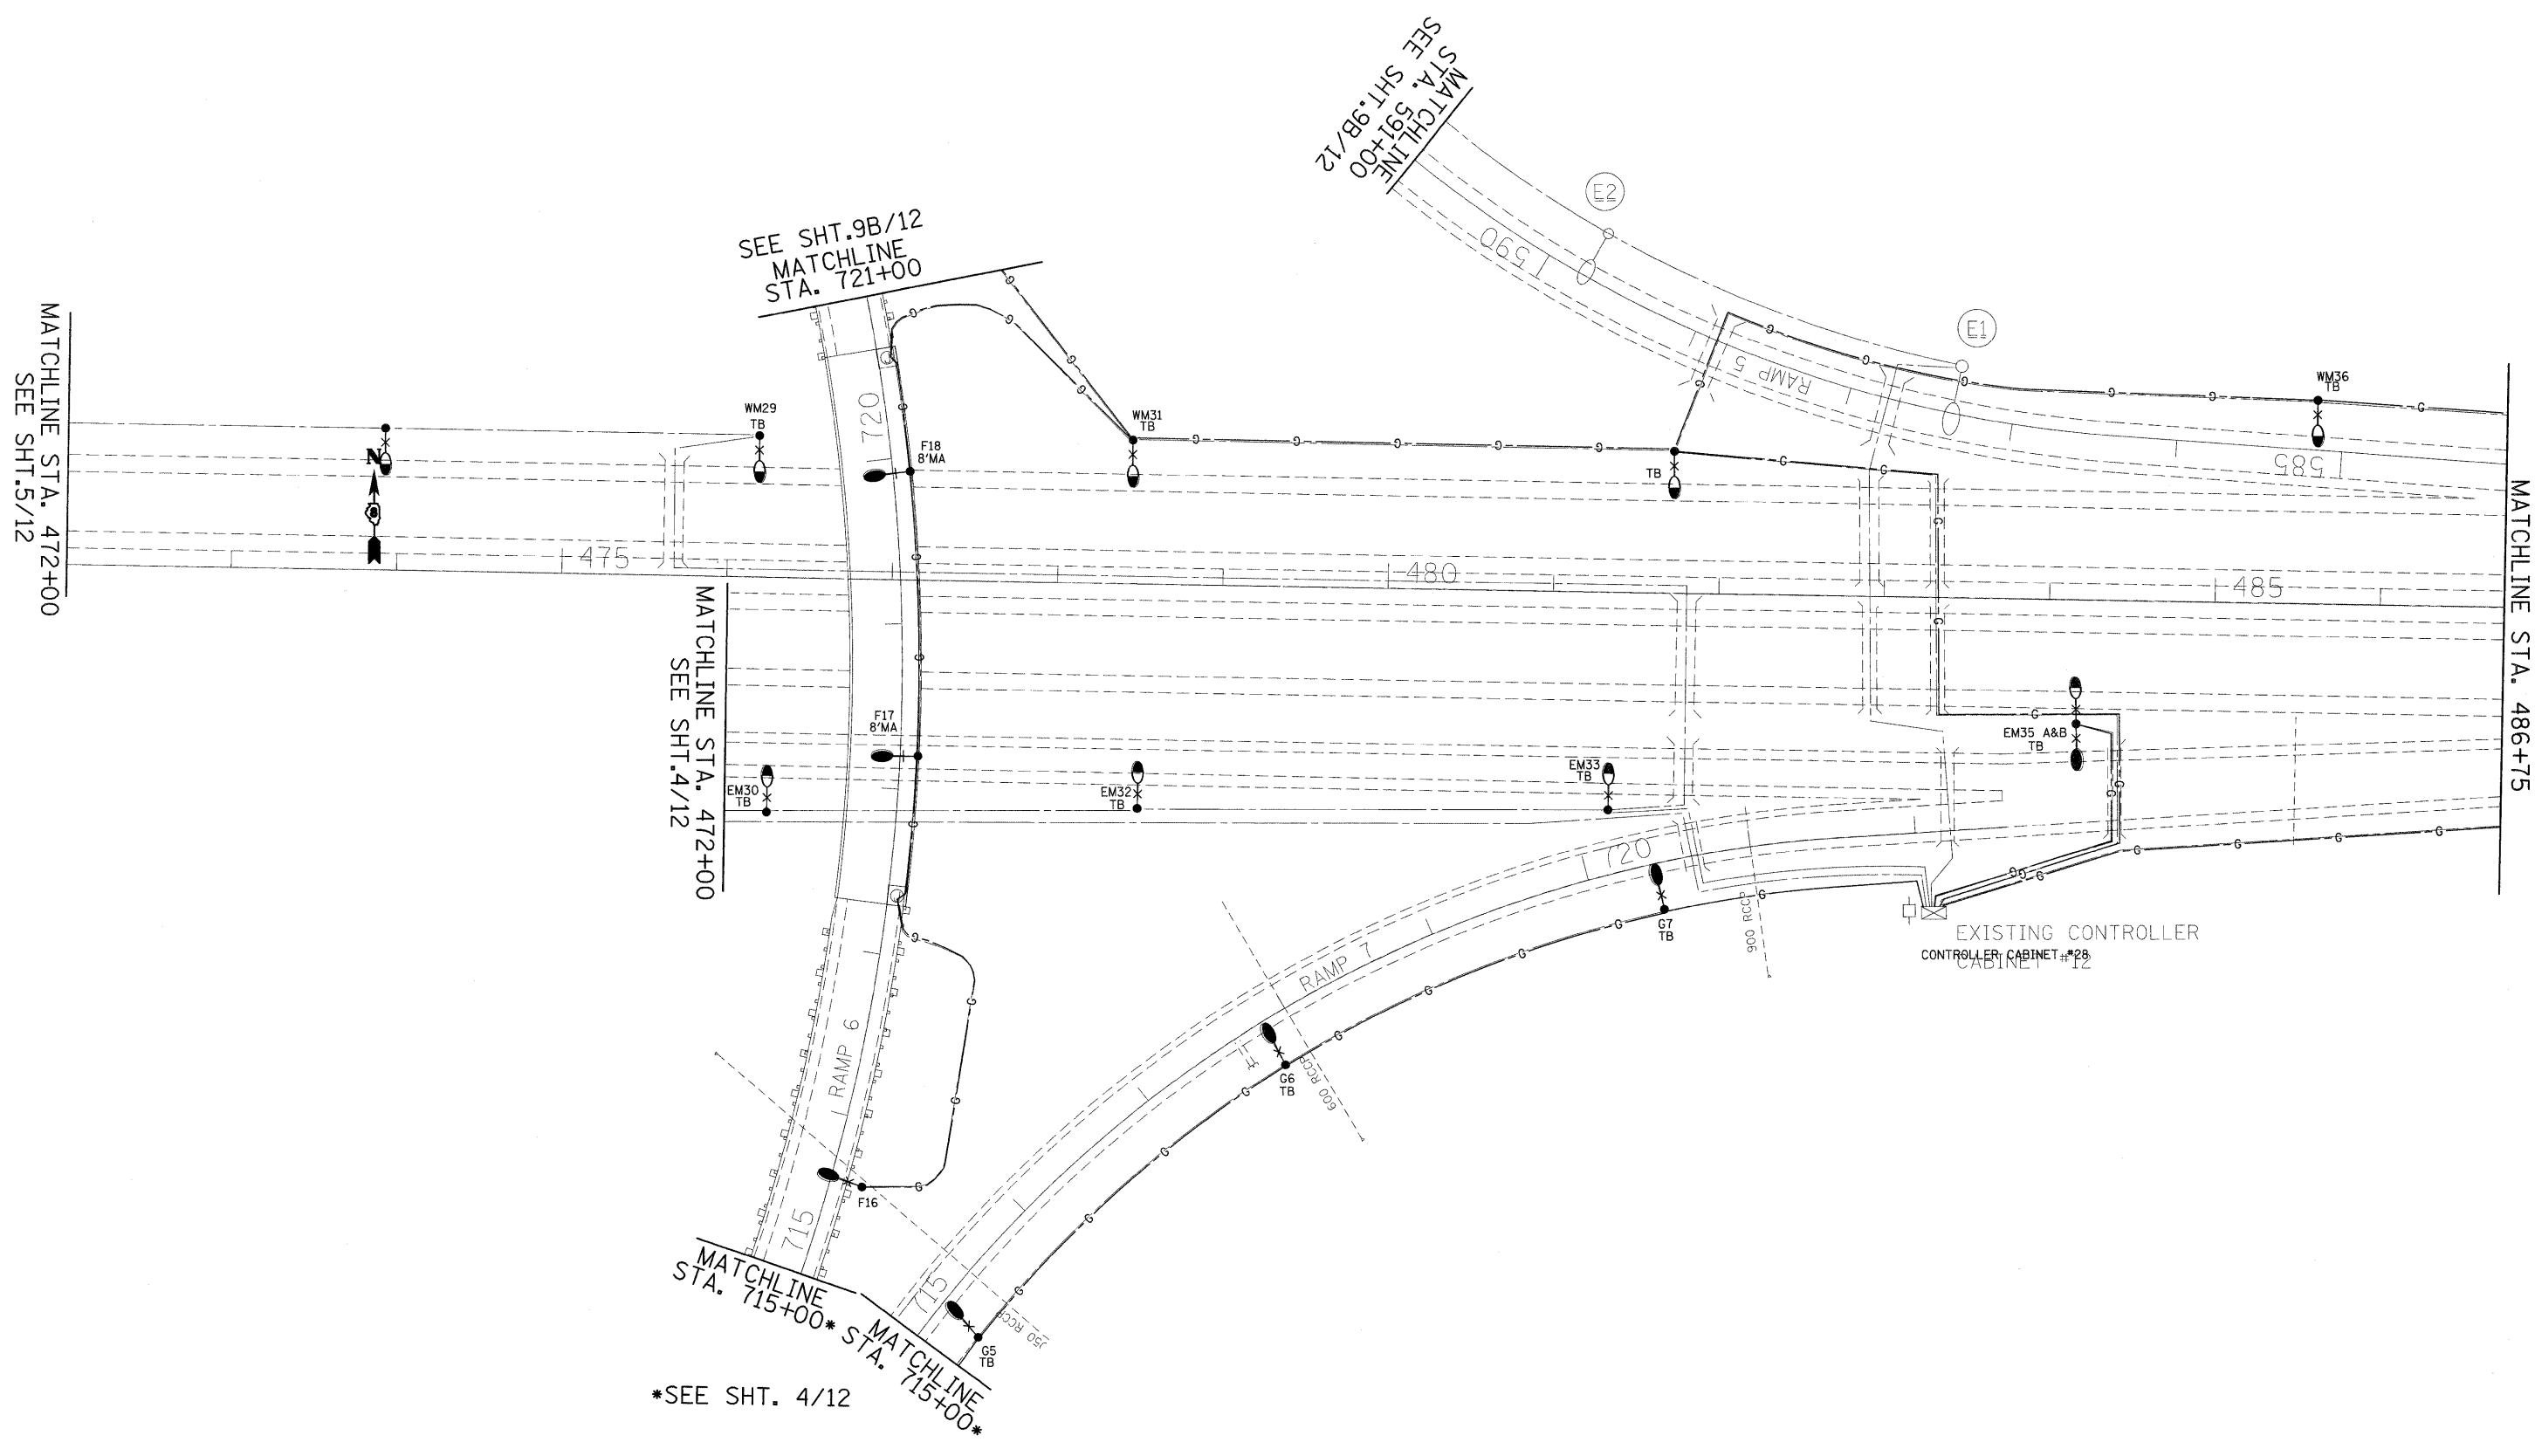 MATCHLINE
STA. 591+00
SEE SHT.9B/12
E2
E1
590
RAMP 5
585
SEE SHT.9B/12
MATCHLINE
STA. 721+00
MATCHLINE STA. 472+00
SEE SHT.5/12
N
WM29
TB
720
F18
8'MA
WM31
TB
TB
WM36
TB
475
480
485
MATCHLINE STA. 486+75
MATCHLINE STA. 472+00
SEE SHT.4/12
F17
8'MA
EM30
TB
EM32
TB
EM33
TB
EM35 A&B
TB
720
G7
TB
900 RCCP
EXISTING CONTROLLER
CABINET #12
CONTROLLER CABINET #28
RAMP 7
G6
TB
600 RCCP
RAMP 6
F16
715
MATCHLINE
STA. 715+00*
715
G5
TB
MATCHLINE
STA. 715+00*
*SEE SHT. 4/12